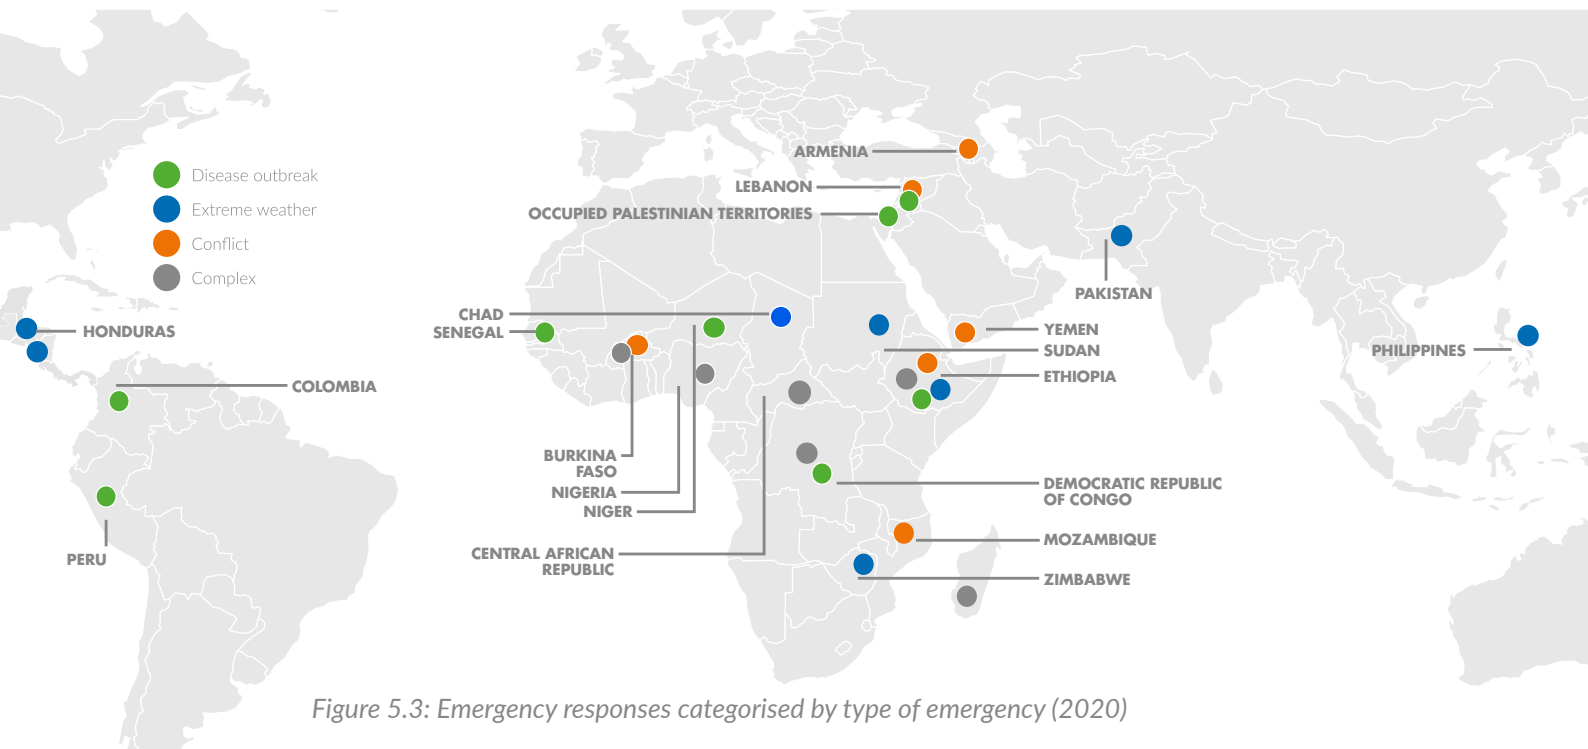 ARMENIA
Disease outbreak
LEBANON
Extreme weather
OCCUPIED PALESTINIAN TERRITORIES
Conflict
Complex
PAKISTAN
CHAD
SENEGAL
HONDURAS
YEMEN
SUDAN
PHILIPPINES
ETHIOPIA
COLOMBIA
BURKINA
FASO
NIGERIA
NIGER
DEMOCRATIC REPUBLIC
OF CONGO
MOZAMBIQUE
CENTRAL AFRICAN
REPUBLIC
PERU
ZIMBABWE
Figure 5.3: Emergency responses categorised by type of emergency (2020)